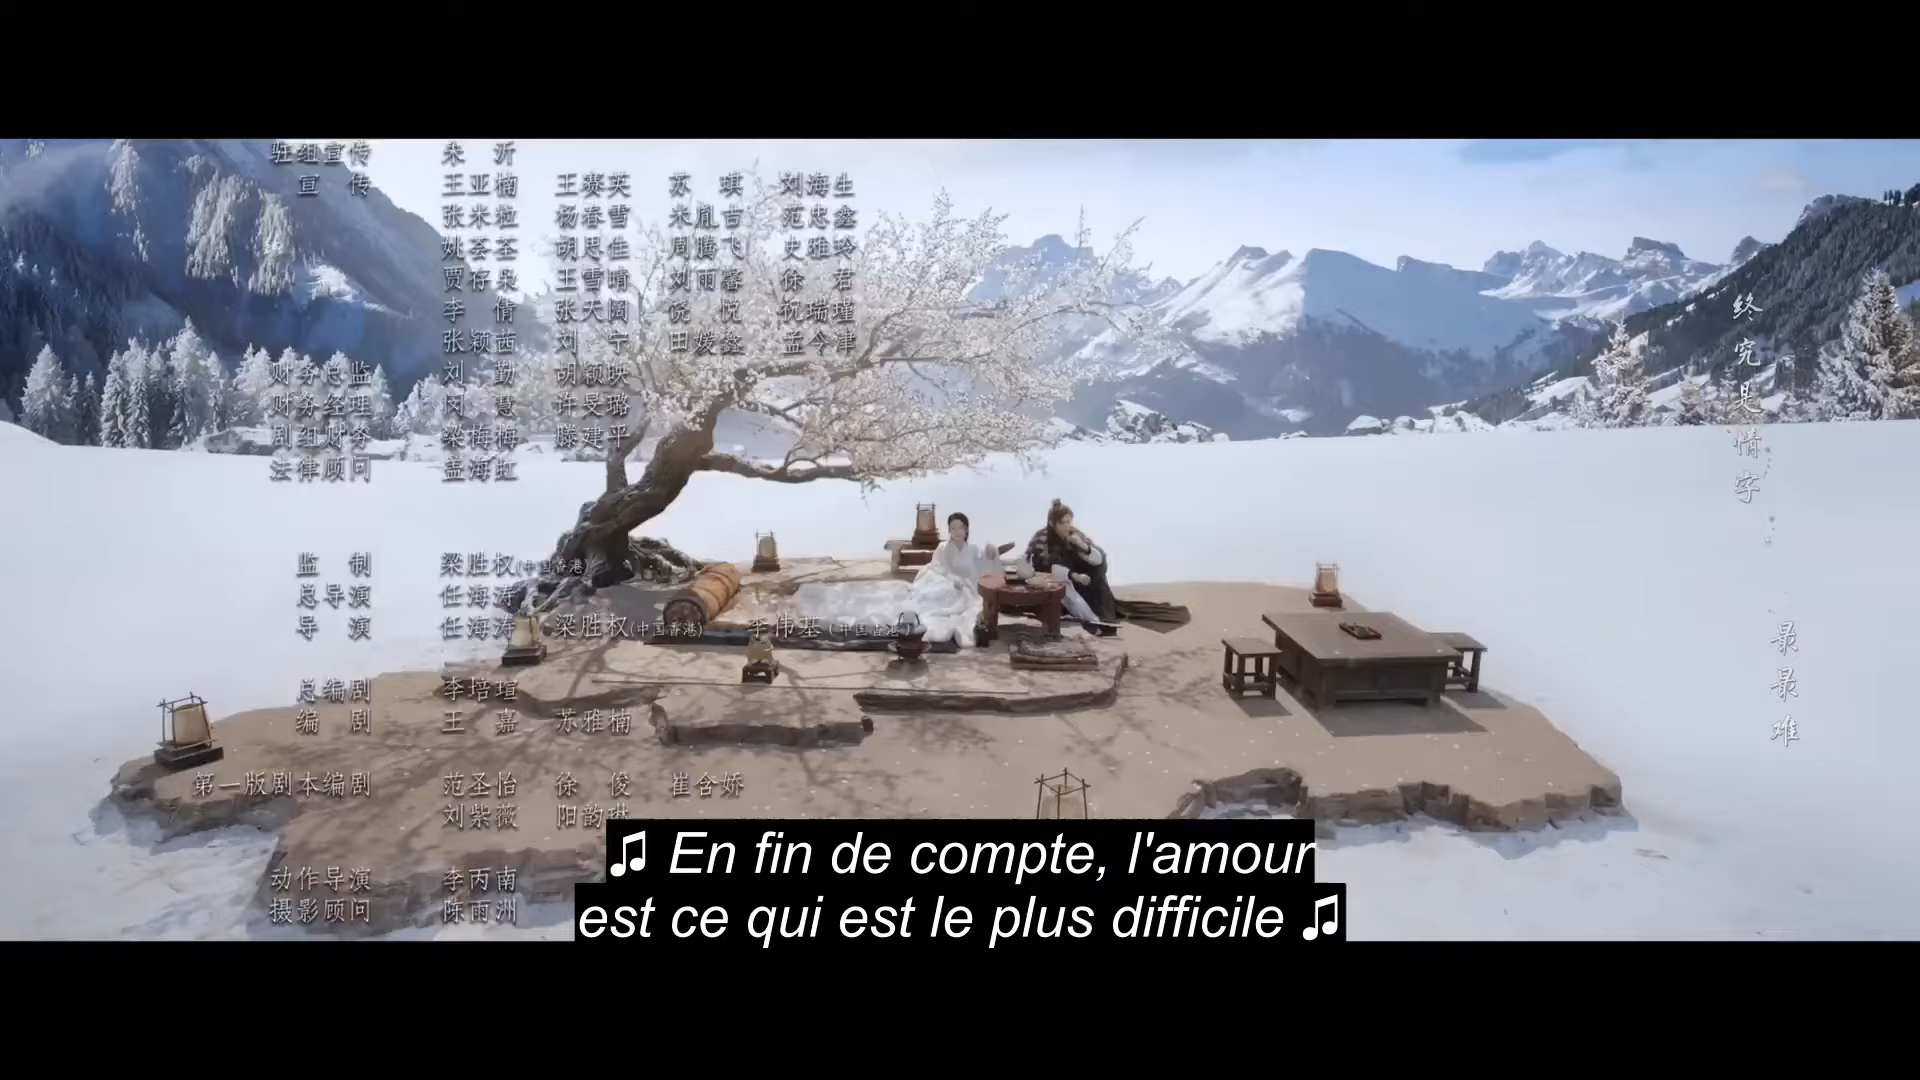 驻组宣传 朱沂
宣传 王亚楠 王赛英 苏琪 刘海生
张米粒 杨春雪 米胤古 范忠鑫
姚荟荃 胡思佳 周腾飞 史雅玲
贾存枭 王雪晴 刘雨馨 徐君
李倩 张天阔 饶悦 祝瑞瑾
张颖茜 刘宁 田媛鑫 孟令津
财务总监 刘勤 胡颖映
财务经理 闵慧 许旻璐
剧组财务 梁梅梅 滕建平
法律顾问 盖海虹
监制 梁胜权(中国香港)
总导演 任海涛
导演 任海涛 梁胜权(中国香港) 李伟基(中国香港)
总编剧 李培瑄
编剧 王嘉 苏雅楠
第一版剧本编剧 范圣怡 徐俊 崔含娇
刘紫薇 阳韵琳
动作导演 李丙南
摄影顾问 陈雨洲
终究是情字
最最难
♫ En fin de compte, l'amour
est ce qui est le plus difficile ♫